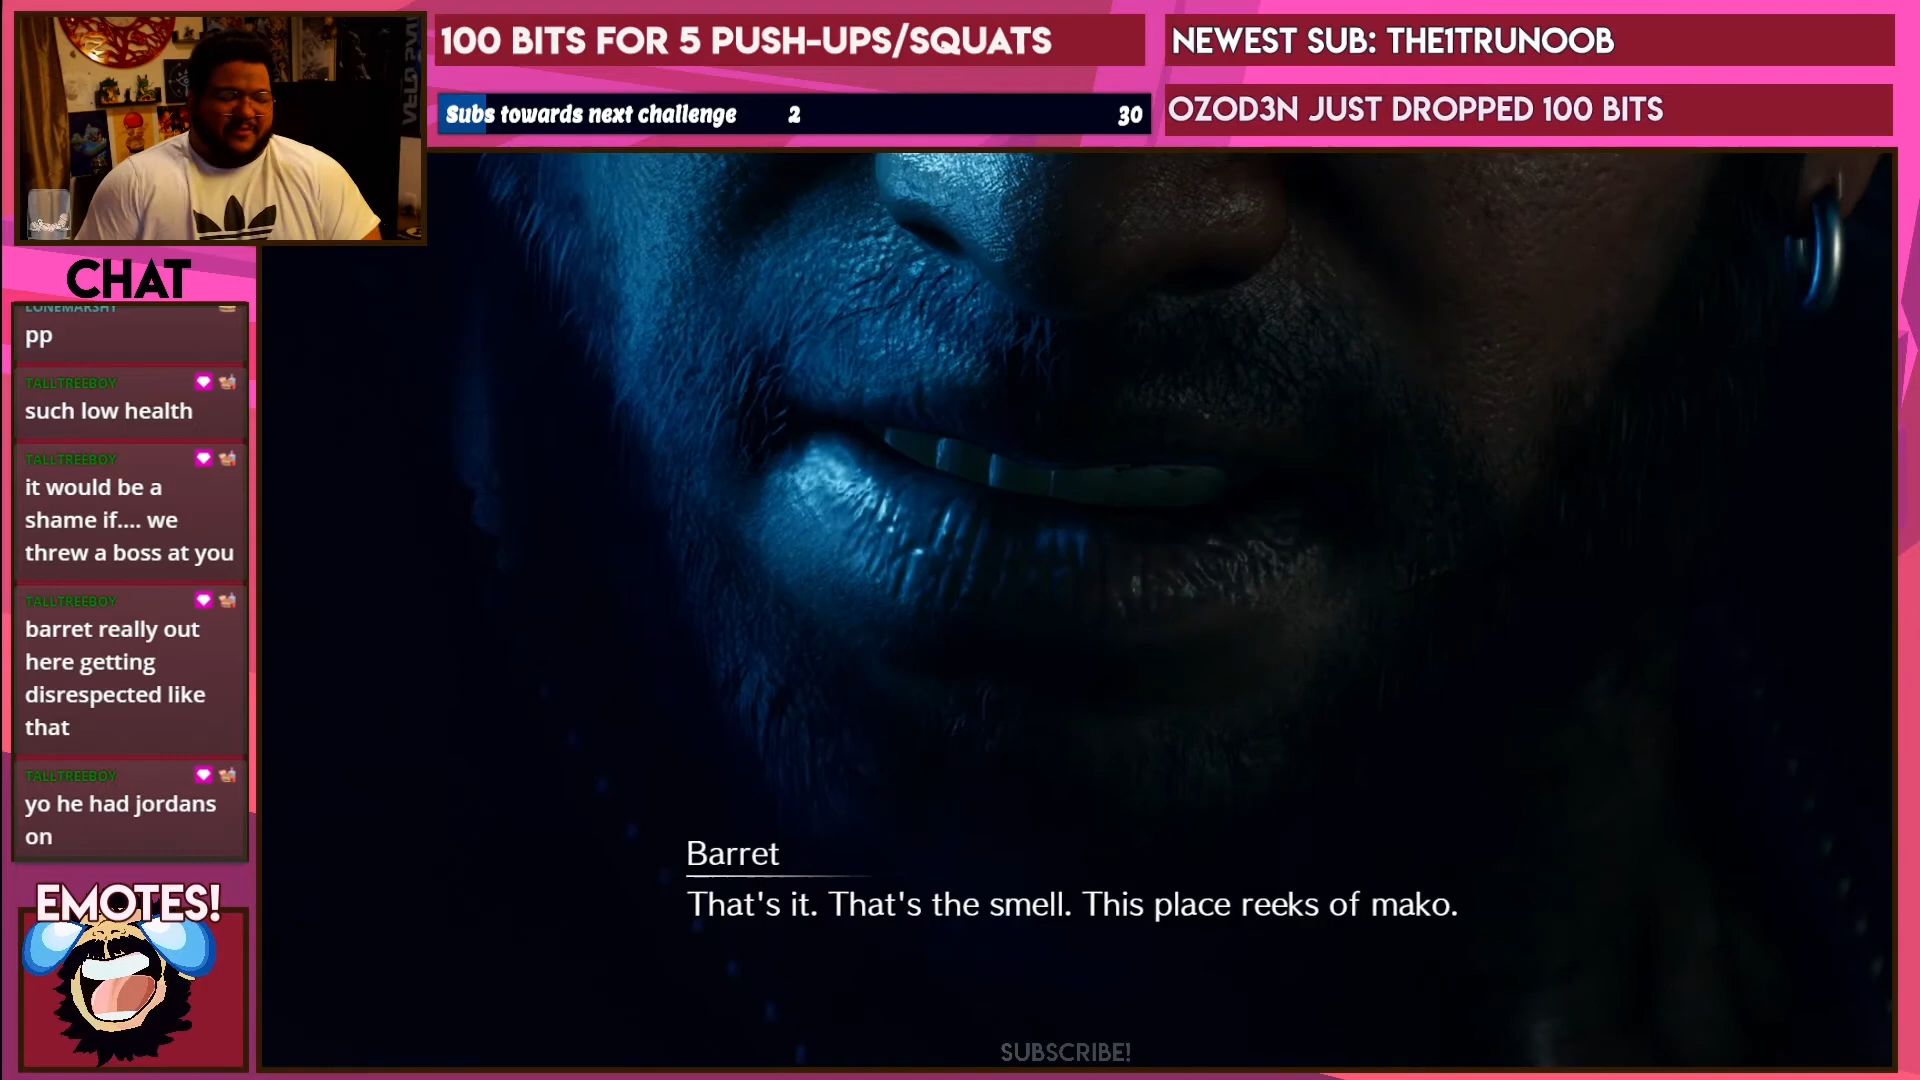 100 BITS FOR 5 PUSH-UPS/SQUATS
NEWEST SUB: THE1TRUNOOB
Subs towards next challenge 2 30
OZOD3N JUST DROPPED 100 BITS
CHAT
LONEMARSHY
pp
TALLTREEBOY
such low health
TALLTREEBOY
it would be a
shame if.... we
threw a boss at you
TALLTREEBOY
barret really out
here getting
disrespected like
that
TALLTREEBOY
yo he had jordans
on
EMOTES!
Barret
That's it. That's the smell. This place reeks of mako.
SUBSCRIBE!